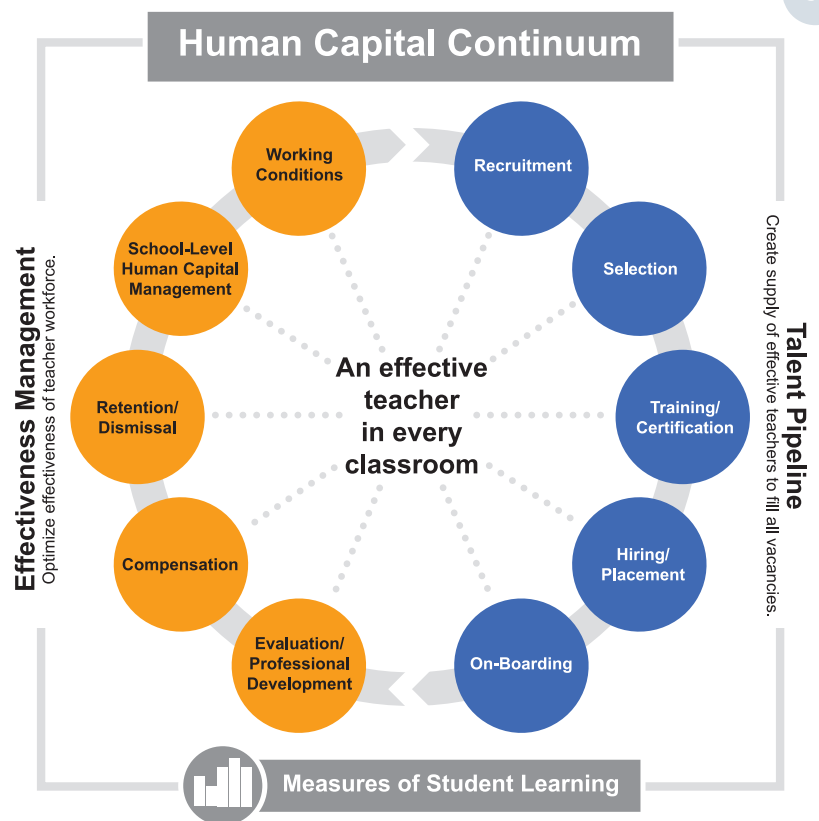 Human Capital Continuum
Working
Conditions
Recruitment
School-Level
Human Capital
Management
Selection
Retention/
Dismissal
Training/
Certification
Compensation
Hiring/
Placement
Evaluation/
Professional
Development
On-Boarding
An effective
teacher
in every
classroom
Effectiveness Management
Optimize effectiveness of teacher workforce.
Talent Pipeline
Create supply of effective teachers to fill all vacancies.
Measures of Student Learning